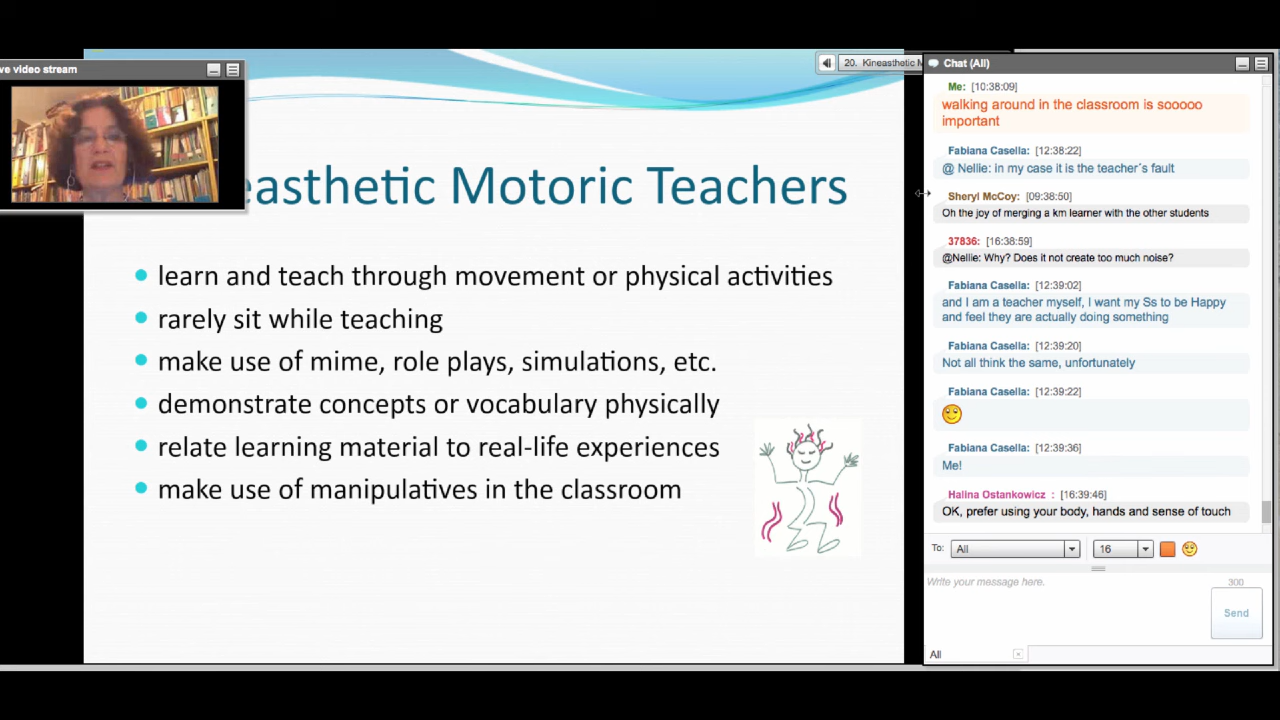 ve video stream
20. Kineasthetic M
easthetic Motoric Teachers
learn and teach through movement or physical activities
rarely sit while teaching
make use of mime, role plays, simulations, etc.
demonstrate concepts or vocabulary physically
relate learning material to real-life experiences
make use of manipulatives in the classroom
Chat (All)
Me: [10:38:09]
walking around in the classroom is sooooo
important
Fabiana Casella: [12:38:22]
@ Nellie: in my case it is the teacher´s fault
Sheryl McCoy: [09:38:50]
Oh the joy of merging a km learner with the other students
37836: [16:38:59]
@Nellie: Why? Does it not create too much noise?
Fabiana Casella: [12:39:02]
and I am a teacher myself, I want my Ss to be Happy
and feel they are actually doing something
Fabiana Casella: [12:39:20]
Not all think the same, unfortunately
Fabiana Casella: [12:39:22]
Fabiana Casella: [12:39:36]
Me!
Halina Ostankowicz : [16:39:46]
OK, prefer using your body, hands and sense of touch
To: All 16
Write your message here. 300
Send
All